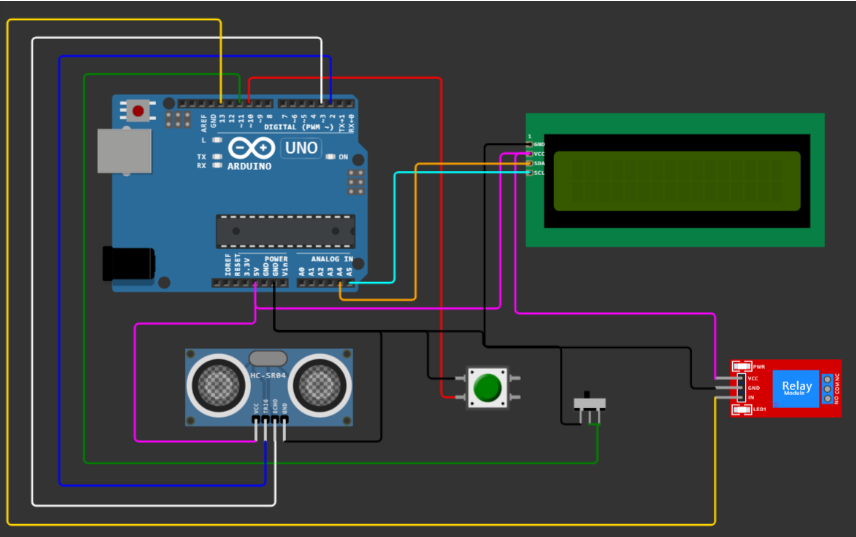 AREF
GND
13
12
~11
~10
~9
8
7
~6
~5
4
~3
2
TX→1
RX←0
DIGITAL (PWM ~)
L
TX
RX
UNO
ARDUINO
ON
IOREF
RESET
3.3V
5V
GND
GND
Vin
POWER
ANALOG IN
A0
A1
A2
A3
A4
A5
1
GND
VCC
SDA
SCL
HC-SR04
VCC
TRIG
ECHO
GND
PWR
VCC
GND
IN
LED1
Relay
Module
NO COM NC